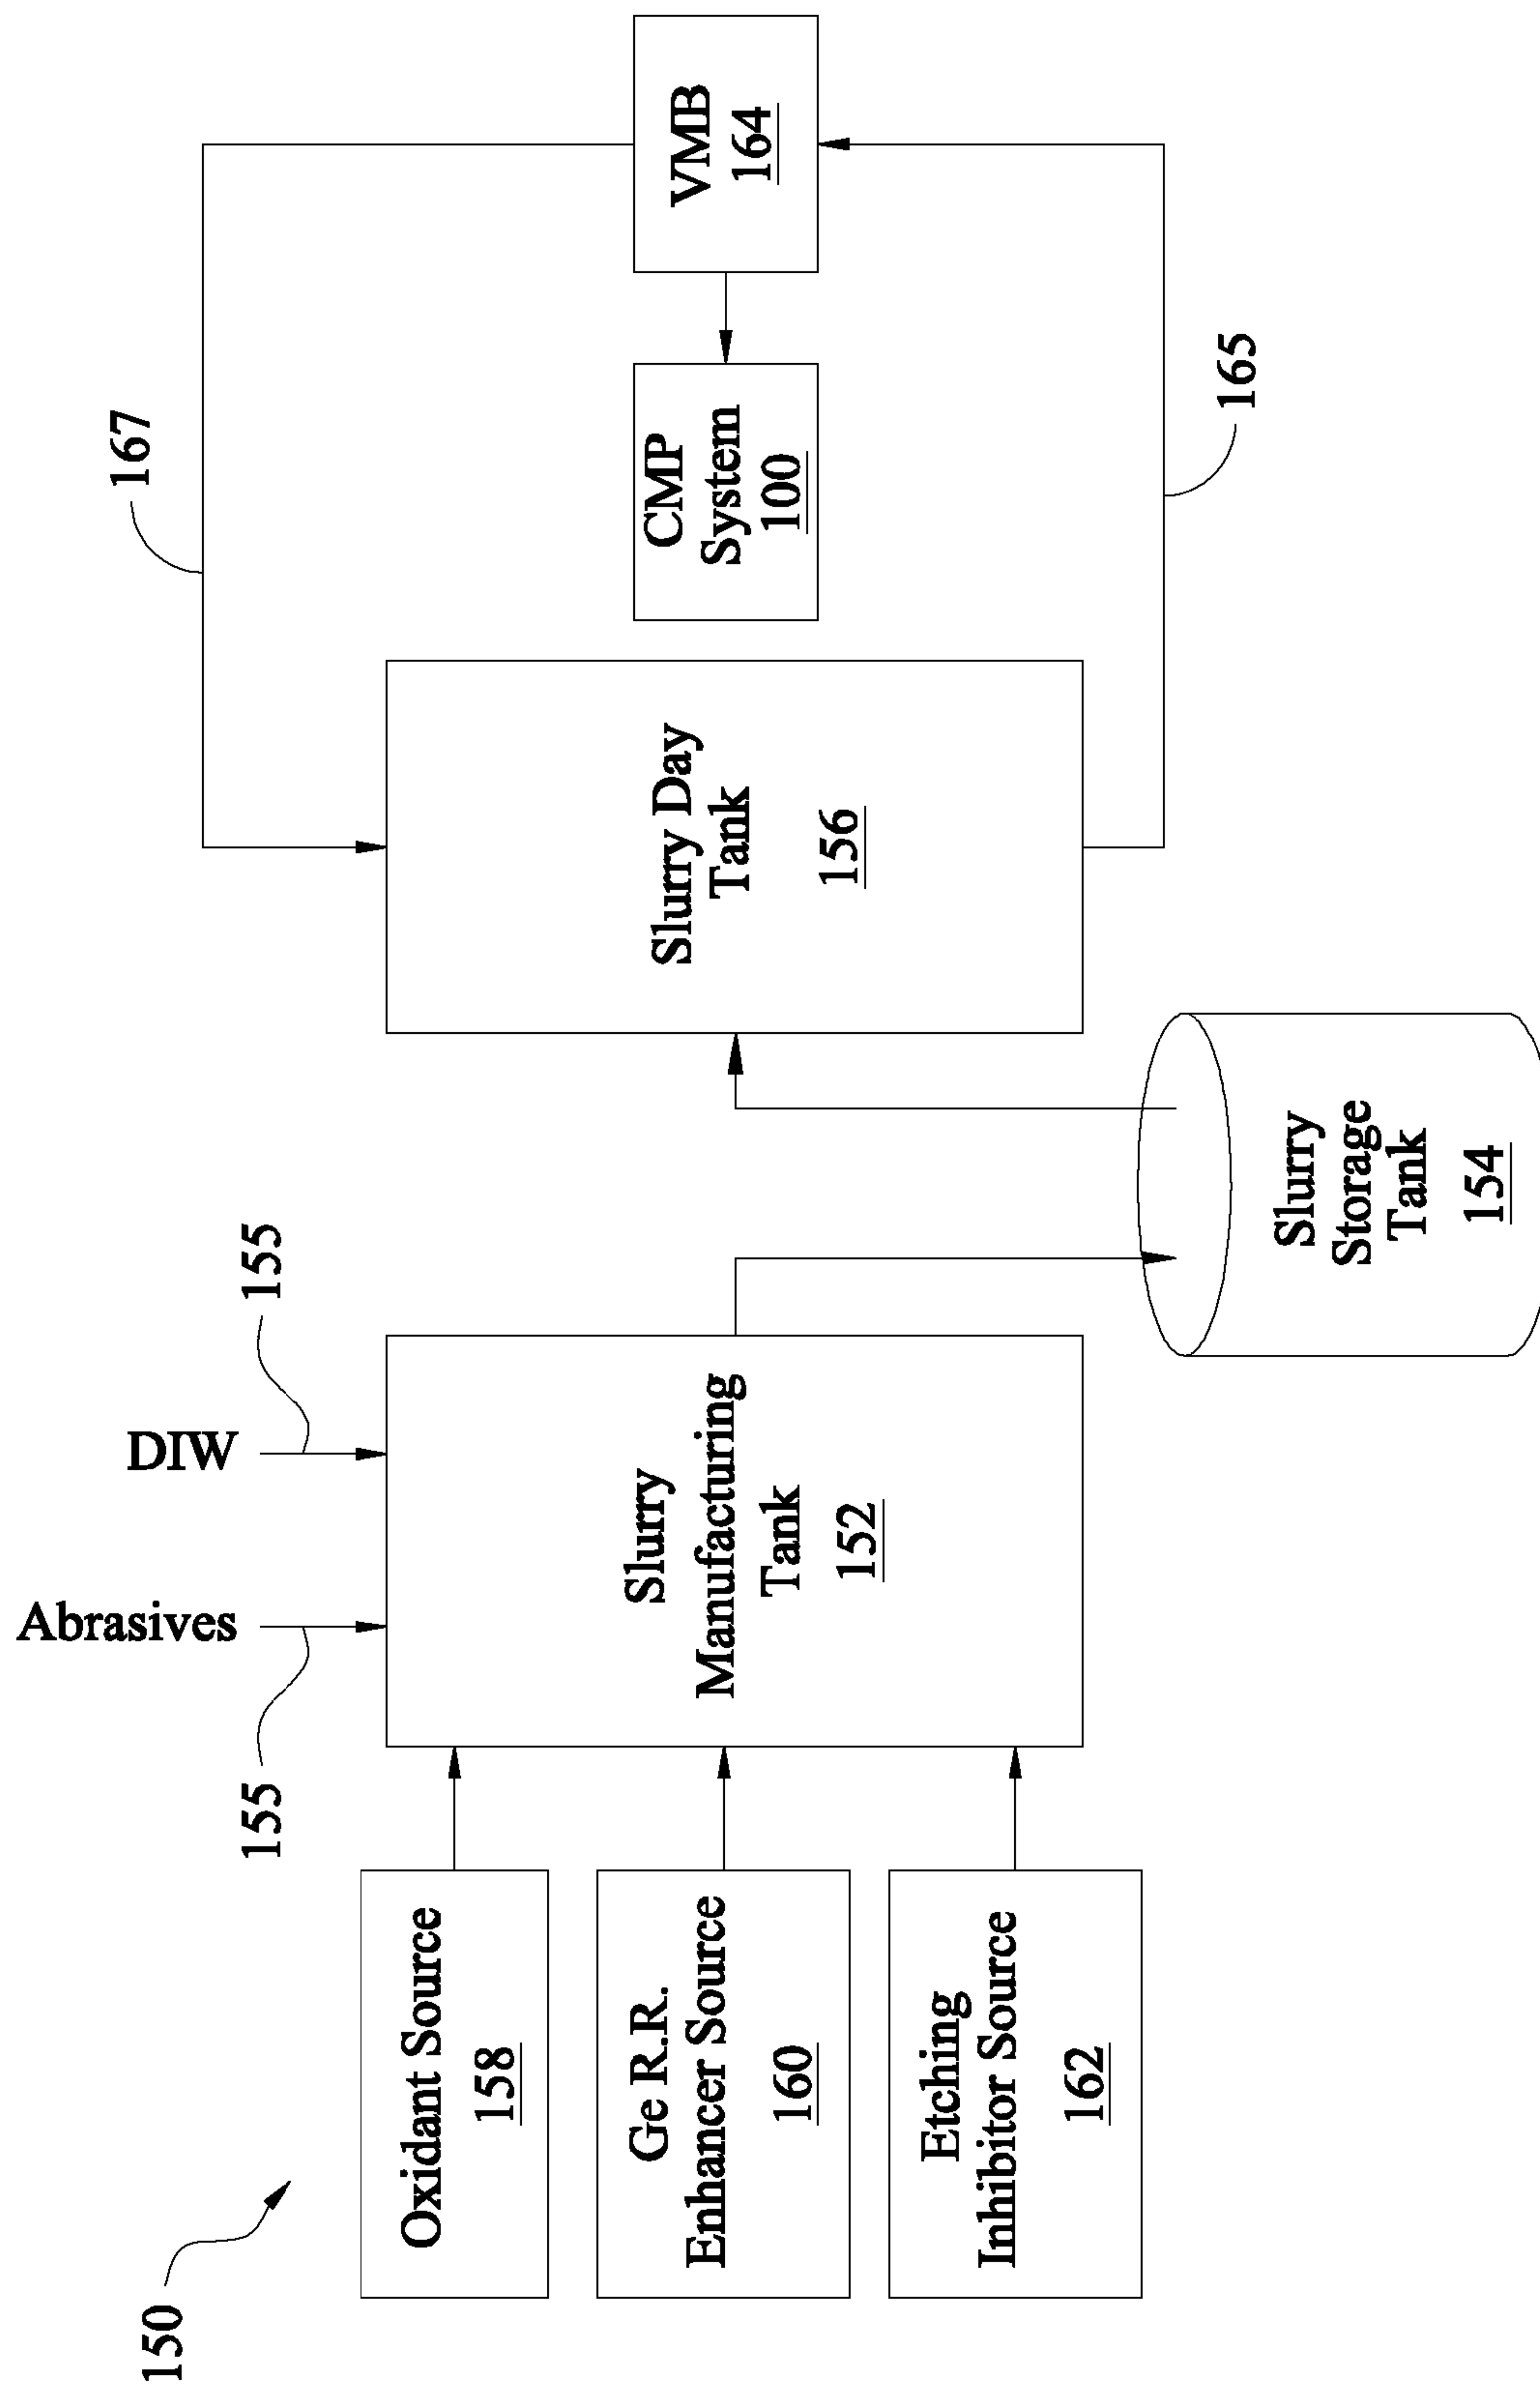 150
Oxidant Source
158
Ge R.R.
Enhancer Source
160
Etching
Inhibitor Source
162
Abrasives
155
DIW
155
Slurry
Manufacturing
Tank
152
Slurry
Storage
Tank
154
Slurry Day
Tank
156
167
CMP
System
100
VMB
164
165